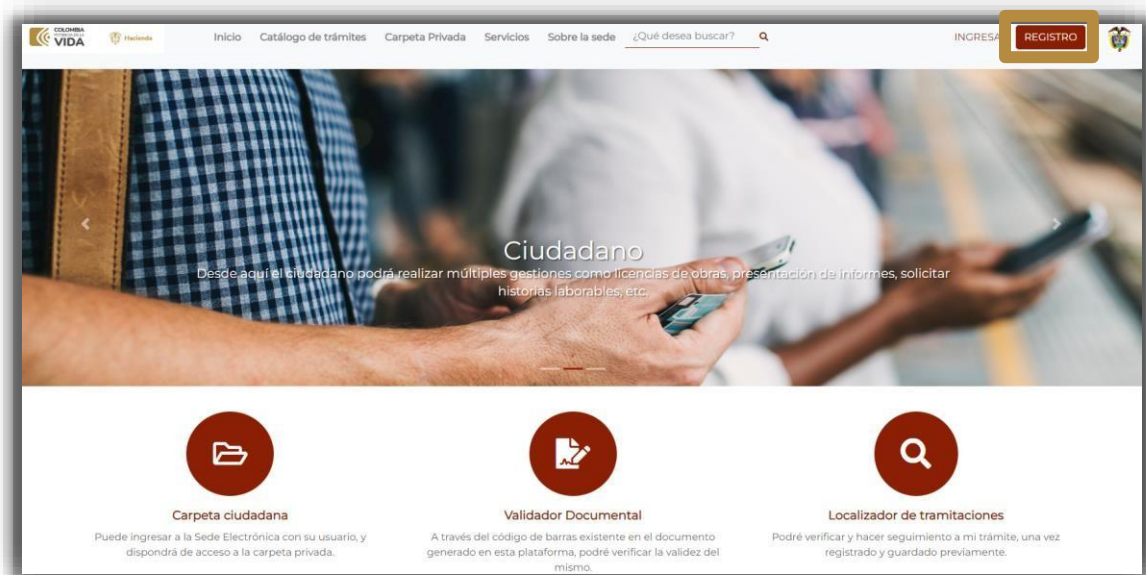 COLOMBIA
VIDA
Hacienda
Inicio Catálogo de trámites Carpeta Privada Servicios Sobre la sede ¿Qué desea buscar?
INGRESA REGISTRO
Ciudadano
Desde aquí el ciudadano podrá realizar múltiples gestiones como licencias de obras, presentación de informes, solicitar
historias laborables, etc.
Carpeta ciudadana
Puede ingresar a la Sede Electrónica con su usuario, y
dispondrá de acceso a la carpeta privada.
Validador Documental
A través del código de barras existente en el documento
generado en esta plataforma, podré verificar la validez del
mismo.
Localizador de tramitaciones
Podré verificar y hacer seguimiento a mi trámite, una vez
registrado y guardado previamente.